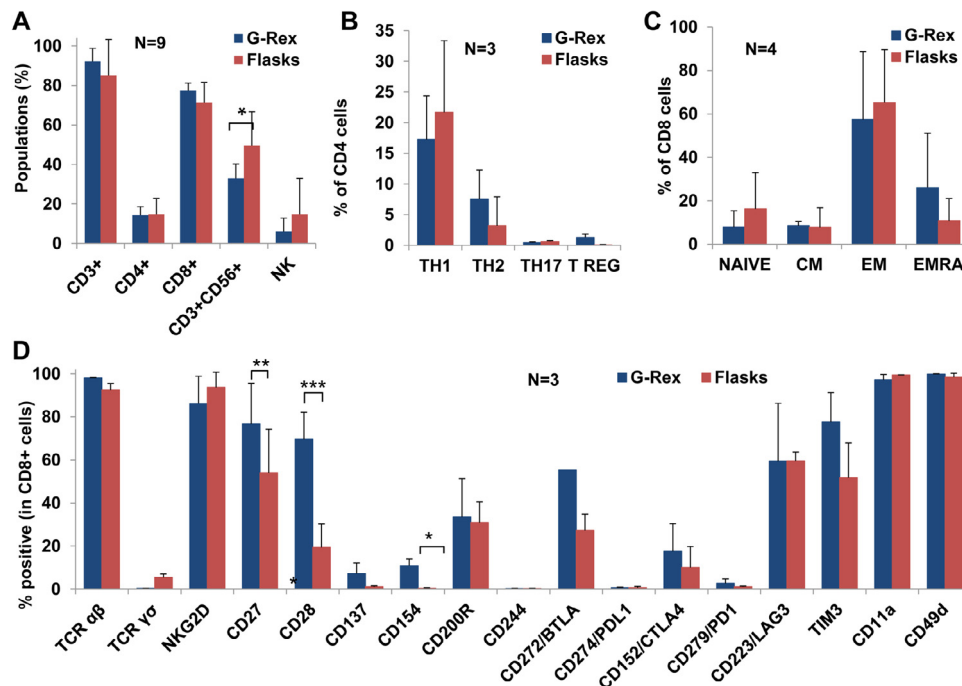 A
N=9
G-Rex
Flasks
Populations (%)
100
80
60
40
20
0
*
CD3+
CD4+
CD8+
CD3+CD56+
NK
B
N=3
G-Rex
Flasks
% of CD4 cells
35
30
25
20
15
10
5
0
TH1 TH2 TH17 T REG
C
N=4
G-Rex
Flasks
% of CD8 cells
100
80
60
40
20
0
NAIVE CM EM EMRA
D
N=3
G-Rex Flasks
% positive (in CD8+ cells)
100
80
60
40
20
0
**
***
*
*
TCR αβ
TCR γσ
NKG2D
CD27
CD28
CD137
CD154
CD200R
CD244
CD272/BTLA
CD274/PDL1
CD152/CTLA4
CD279/PD1
CD223/LAG3
TIM3
CD11a
CD49d